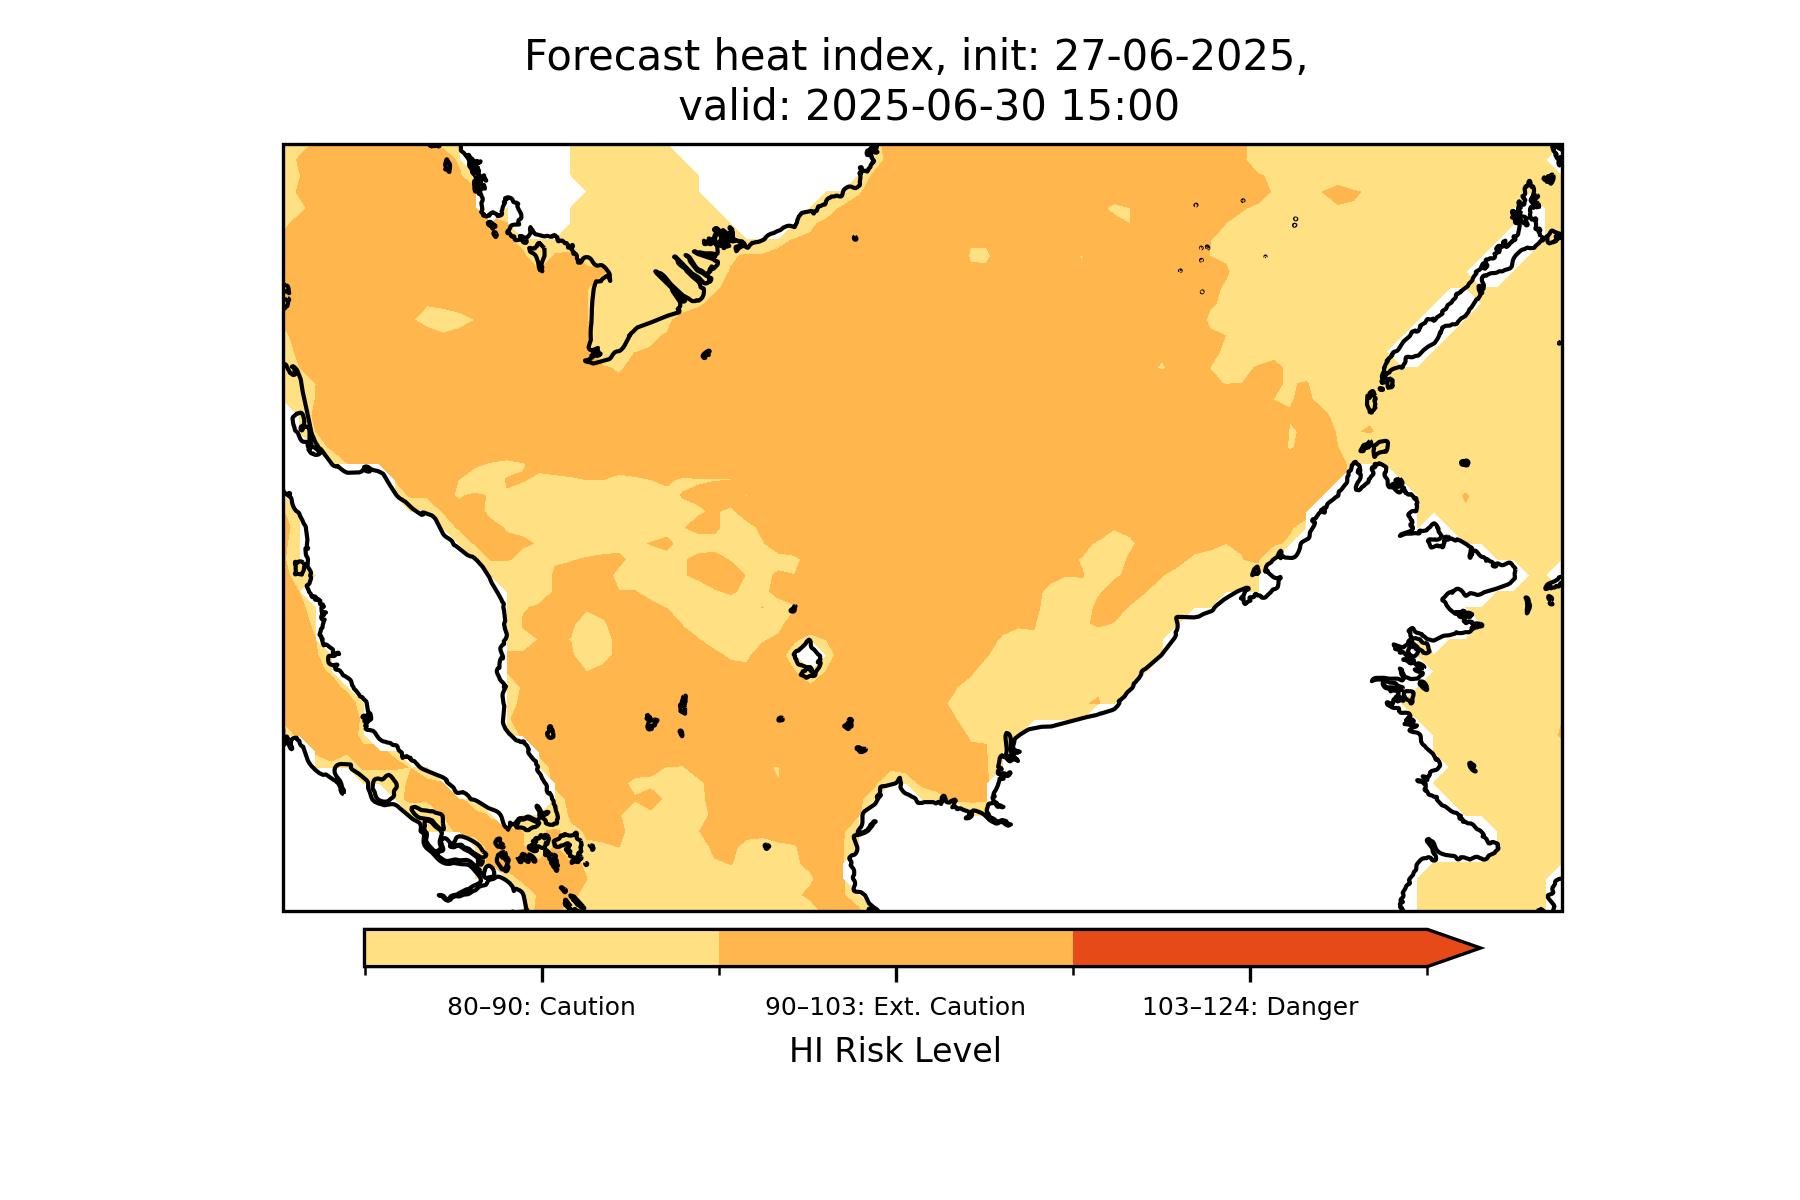 Forecast heat index, init: 27-06-2025,
valid: 2025-06-30 15:00
80–90: Caution
90–103: Ext. Caution
103–124: Danger
HI Risk Level